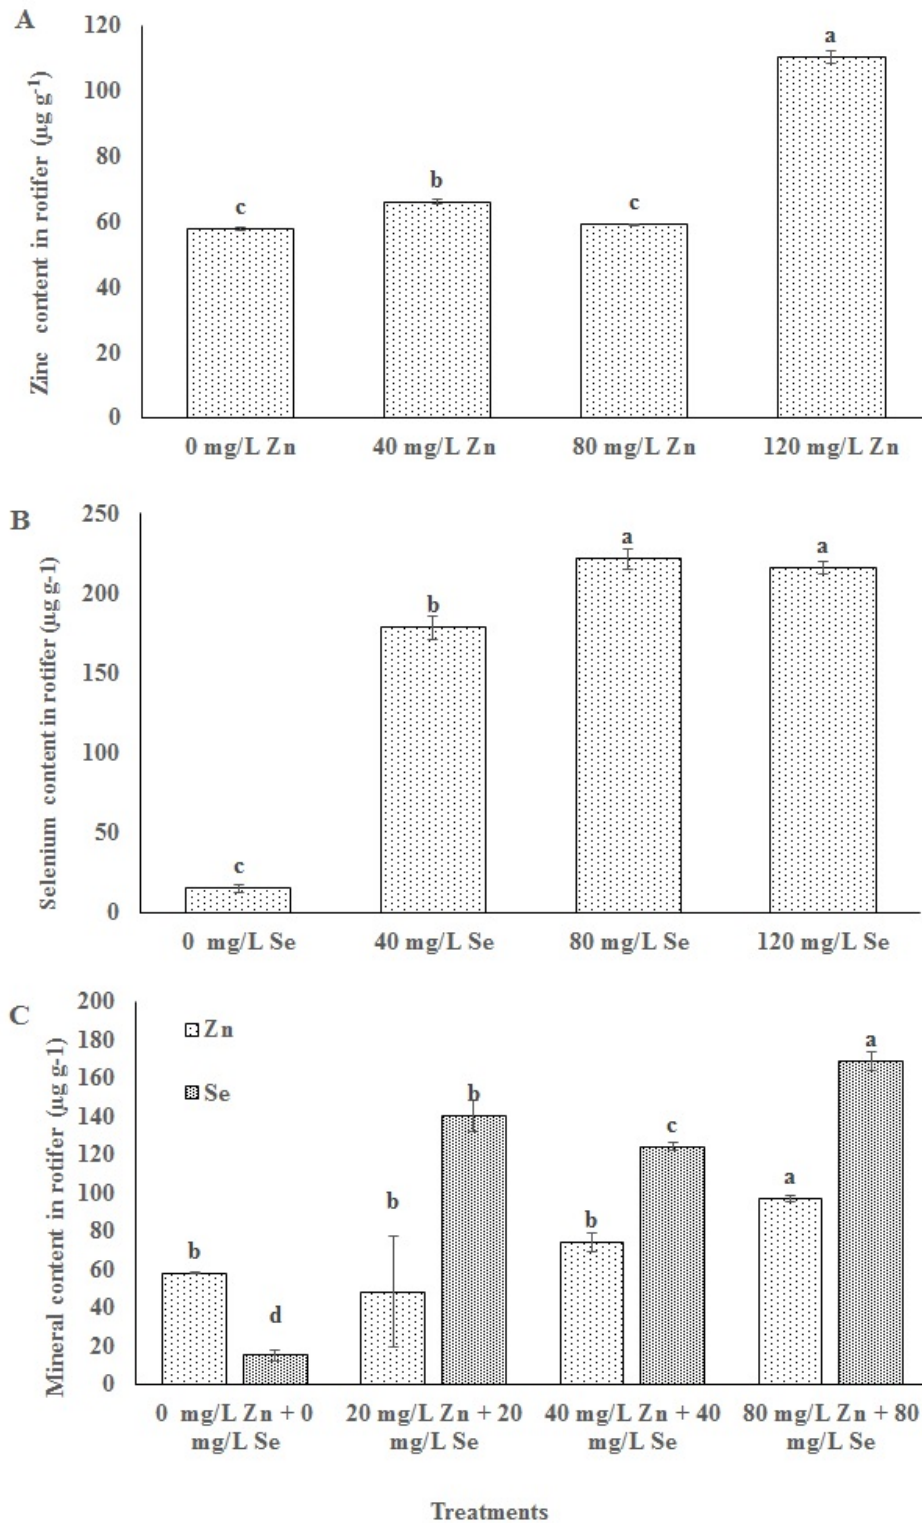 A
Zinc content in rotifer (µg g-1)
120
100
80
60
40
20
0
c
b
c
a
0 mg/L Zn
40 mg/L Zn
80 mg/L Zn
120 mg/L Zn
B
Selenium content in rotifer (µg g-1)
250
200
150
100
50
0
c
b
a
a
0 mg/L Se
40 mg/L Se
80 mg/L Se
120 mg/L Se
C
Mineral content in rotifer (µg g-1)
200
180
160
140
120
100
80
60
40
20
0
Zn
Se
b
d
b
b
b
c
a
a
0 mg/L Zn + 0
mg/L Se
20 mg/L Zn + 20
mg/L Se
40 mg/L Zn + 40
mg/L Se
80 mg/L Zn + 80
mg/L Se
Treatments